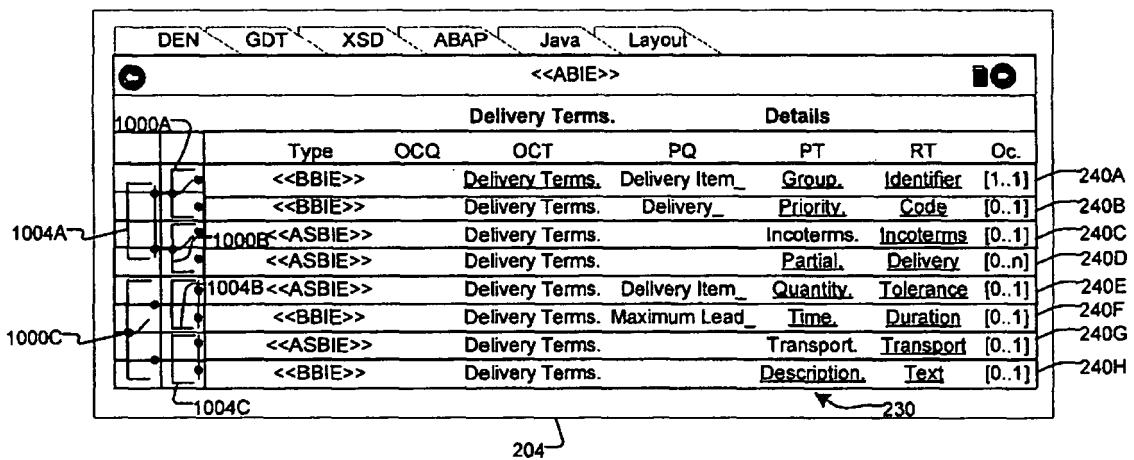 DEN GDT XSD ABAP Java Layout
<<ABIE>>
Delivery Terms. Details
1000A
Type OCQ OCT PQ PT RT Oc.
<<BBIE>> Delivery Terms. Delivery Item_ Group. Identifier [1..1] 240A
<<BBIE>> Delivery Terms. Delivery_ Priority. Code [0..1] 240B
1004A 1000B <<ASBIE>> Delivery Terms. Incoterms. Incoterms [0..1] 240C
<<ASBIE>> Delivery Terms. Partial. Delivery [0..n] 240D
1004B <<ASBIE>> Delivery Terms. Delivery Item_ Quantity. Tolerance [0..1] 240E
<<BBIE>> Delivery Terms. Maximum Lead_ Time. Duration [0..1] 240F
1000C <<ASBIE>> Delivery Terms. Transport. Transport [0..1] 240G
<<BBIE>> Delivery Terms. Description. Text [0..1] 240H
1004C 230
204